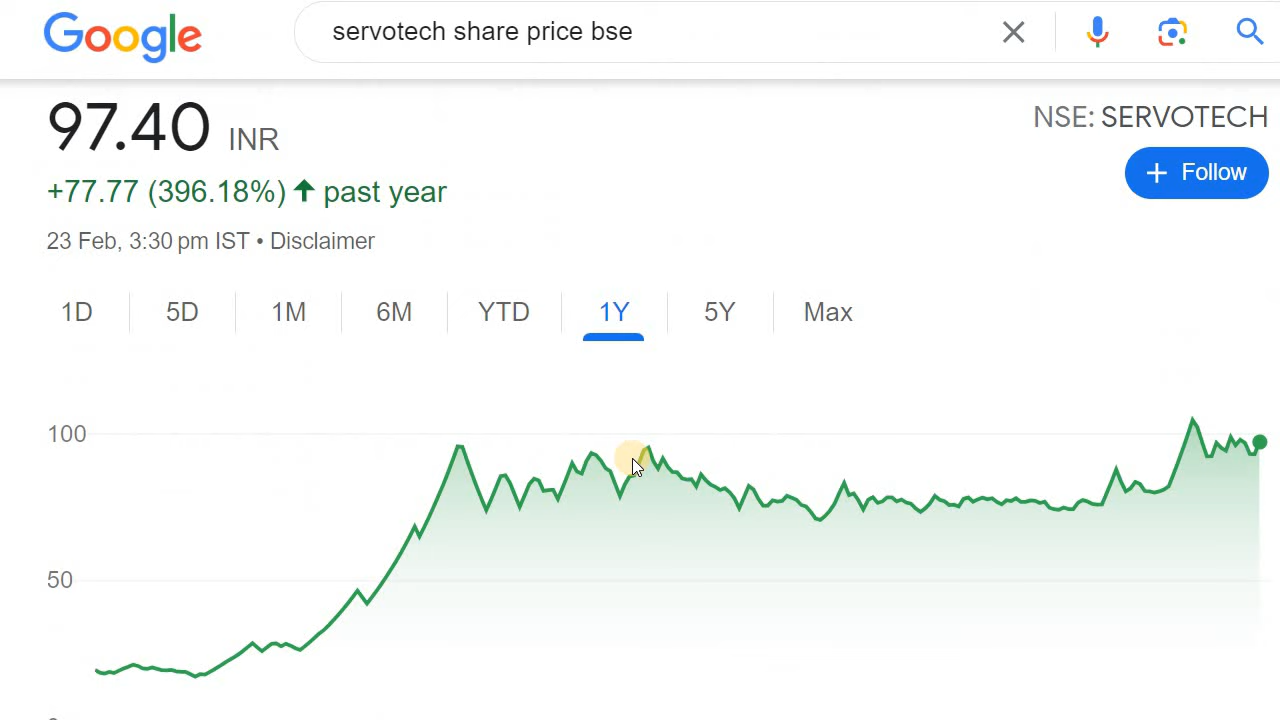 Google
servotech share price bse
97.40 INR
NSE: SERVOTECH
+77.77 (396.18%) ↑ past year
+ Follow
23 Feb, 3:30 pm IST • Disclaimer
1D 5D 1M 6M YTD 1Y 5Y Max
100
50